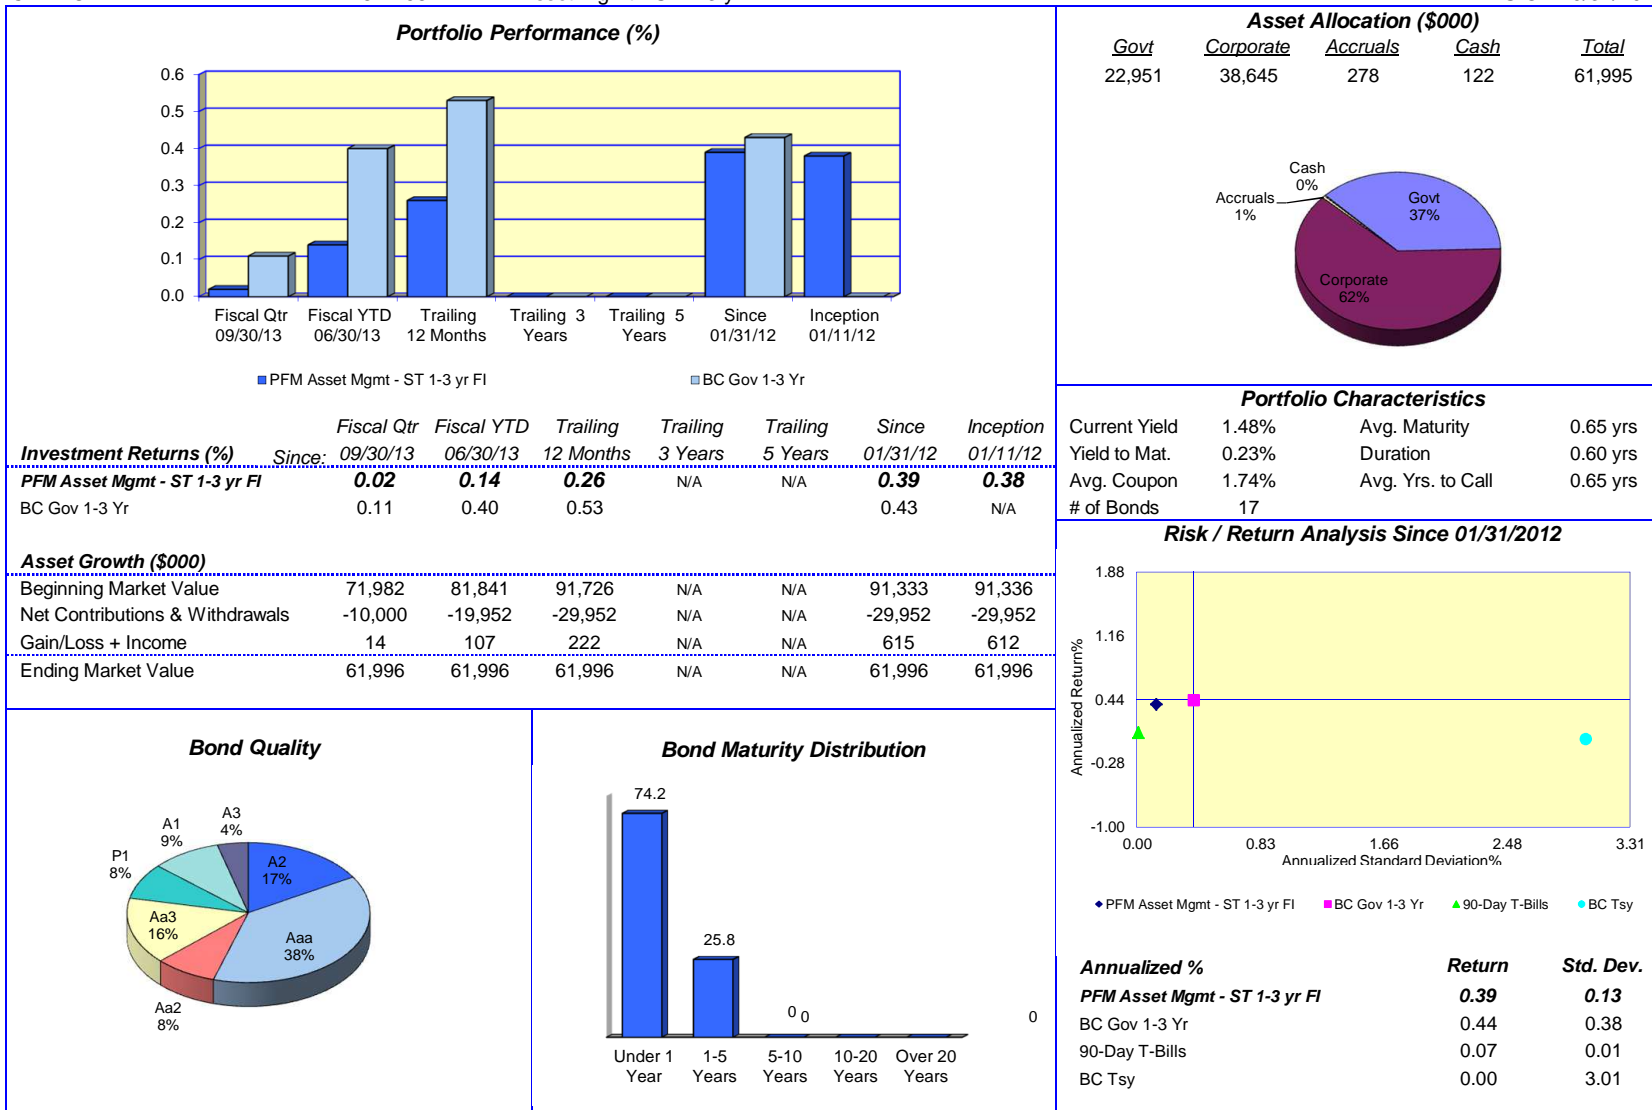 Portfolio Performance (%)
0.6
0.5
0.4
0.3
0.2
0.1
0.0
Fiscal Qtr Fiscal YTD Trailing Trailing 3 Trailing 5 Since Inception
09/30/13 06/30/13 12 Months Years Years 01/31/12 01/11/12
PFM Asset Mgmt - ST 1-3 yr FI BC Gov 1-3 Yr
Fiscal Qtr Fiscal YTD Trailing Trailing Trailing Since Inception
Investment Returns (%) Since: 09/30/13 06/30/13 12 Months 3 Years 5 Years 01/31/12 01/11/12
PFM Asset Mgmt - ST 1-3 yr FI 0.02 0.14 0.26 N/A N/A 0.39 0.38
BC Gov 1-3 Yr 0.11 0.40 0.53 0.43 N/A
Asset Growth ($000)
Beginning Market Value 71,982 81,841 91,726 N/A N/A 91,333 91,336
Net Contributions & Withdrawals -10,000 -19,952 -29,952 N/A N/A -29,952 -29,952
Gain/Loss + Income 14 107 222 N/A N/A 615 612
Ending Market Value 61,996 61,996 61,996 N/A N/A 61,996 61,996
Asset Allocation ($000)
Govt Corporate Accruals Cash Total
22,951 38,645 278 122 61,995
Cash
0%
Accruals
1%
Govt
37%
Corporate
62%
Portfolio Characteristics
Current Yield 1.48% Avg. Maturity 0.65 yrs
Yield to Mat. 0.23% Duration 0.60 yrs
Avg. Coupon 1.74% Avg. Yrs. to Call 0.65 yrs
# of Bonds 17
Risk / Return Analysis Since 01/31/2012
Annualized Return%
1.88
1.16
0.44
-0.28
-1.00
0.00 0.83 1.66 2.48 3.31
Annualized Standard Deviation%
PFM Asset Mgmt - ST 1-3 yr FI BC Gov 1-3 Yr 90-Day T-Bills BC Tsy
Annualized % Return Std. Dev.
PFM Asset Mgmt - ST 1-3 yr FI 0.39 0.13
BC Gov 1-3 Yr 0.44 0.38
90-Day T-Bills 0.07 0.01
BC Tsy 0.00 3.01
Bond Quality
A3
4%
A1
9%
P1
8%
A2
17%
Aa3
16%
Aaa
38%
Aa2
8%
Bond Maturity Distribution
74.2
25.8
0 0 0
Under 1 1-5 5-10 10-20 Over 20
Year Years Years Years Years